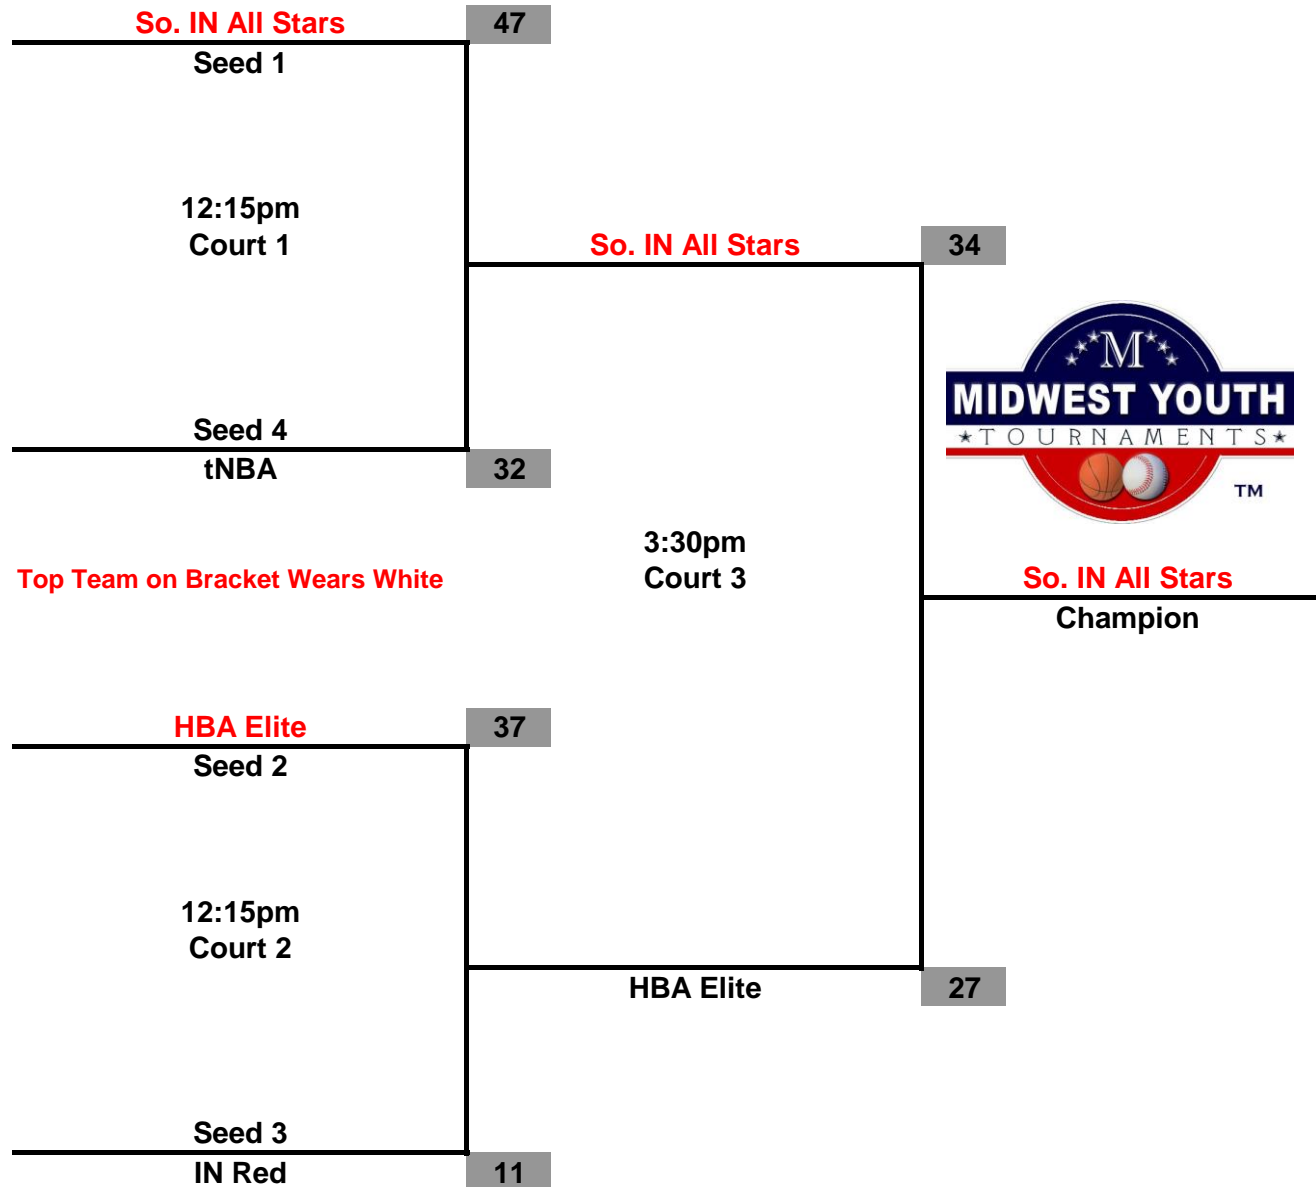 So. IN All Stars 47
Seed 1
12:15pm
Court 1
So. IN All Stars 34
M
MIDWEST YOUTH
TOURNAMENTS
TM
Seed 4
tNBA 32
3:30pm
Court 3
Top Team on Bracket Wears White
So. IN All Stars
Champion
HBA Elite 37
Seed 2
12:15pm
Court 2
HBA Elite 27
Seed 3
IN Red 11